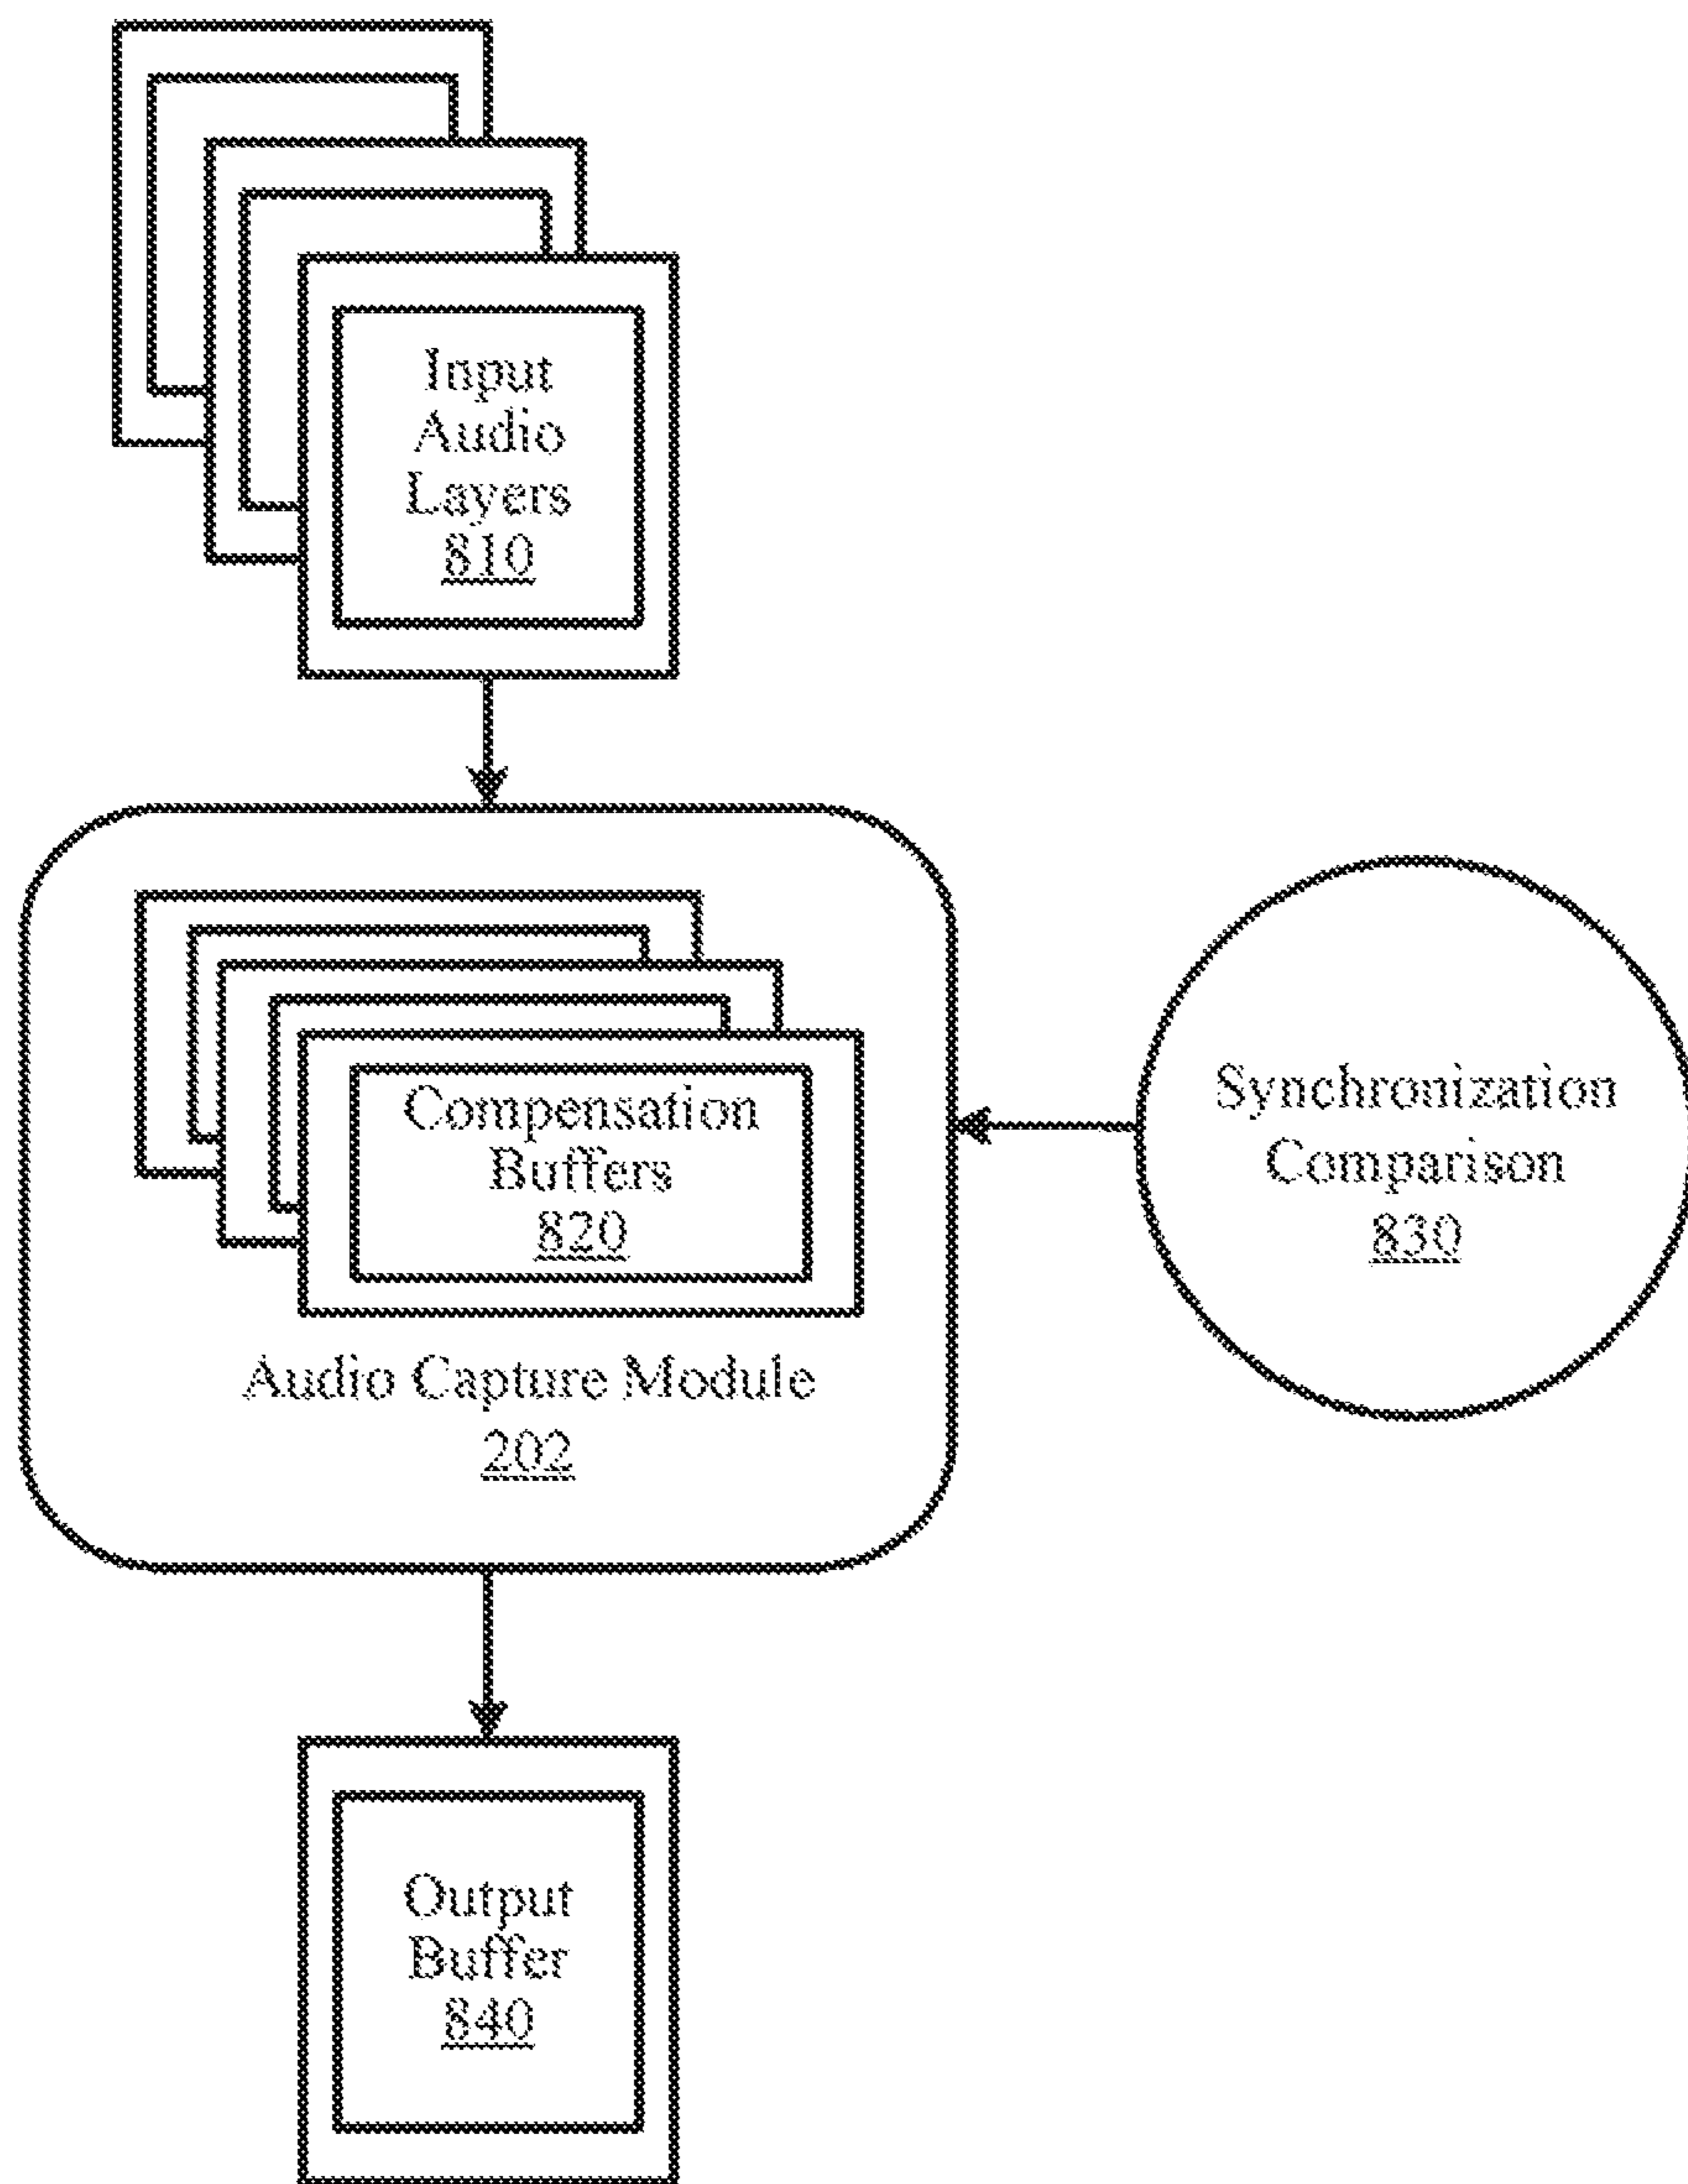 Input
Audio
Layers
810
Compensation
Buffers
820
Audio Capture Module
202
Synchronization
Comparison
830
Output
Buffer
840